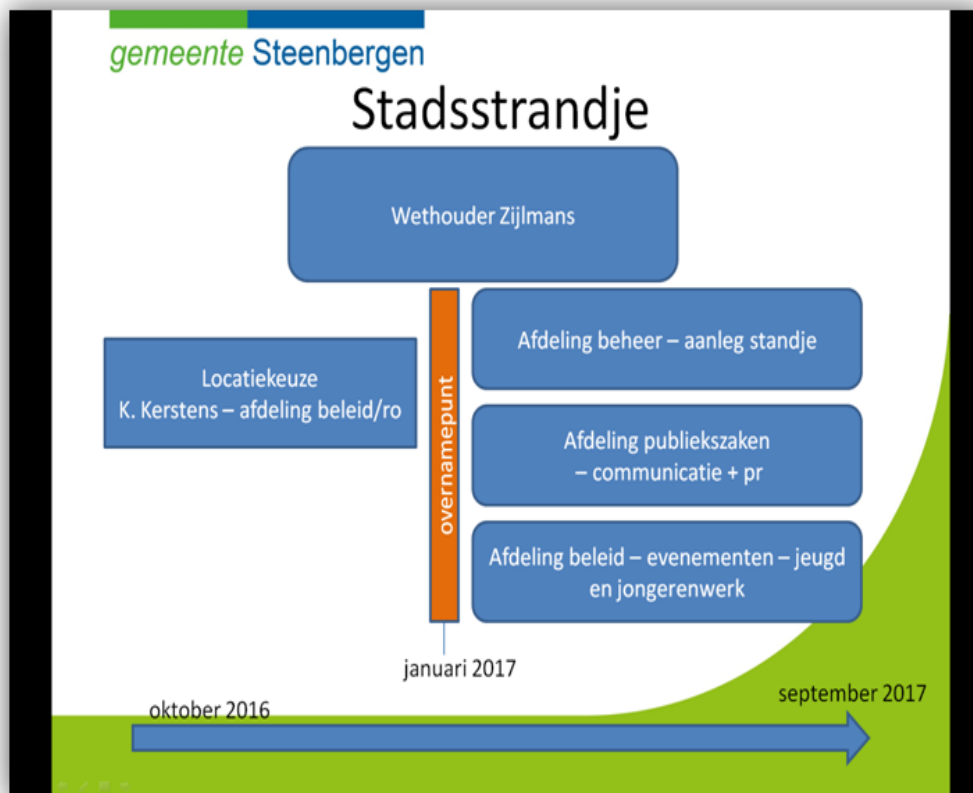 gemeente Steenbergen
Stadsstrandje
Wethouder Zijlmans
Locatiekeuze
K. Kerstens – afdeling beleid/ro
overnamepunt
Afdeling beheer – aanleg standje
Afdeling publiekszaken
– communicatie + pr
Afdeling beleid – evenementen – jeugd
en jongerenwerk
januari 2017
oktober 2016
september 2017